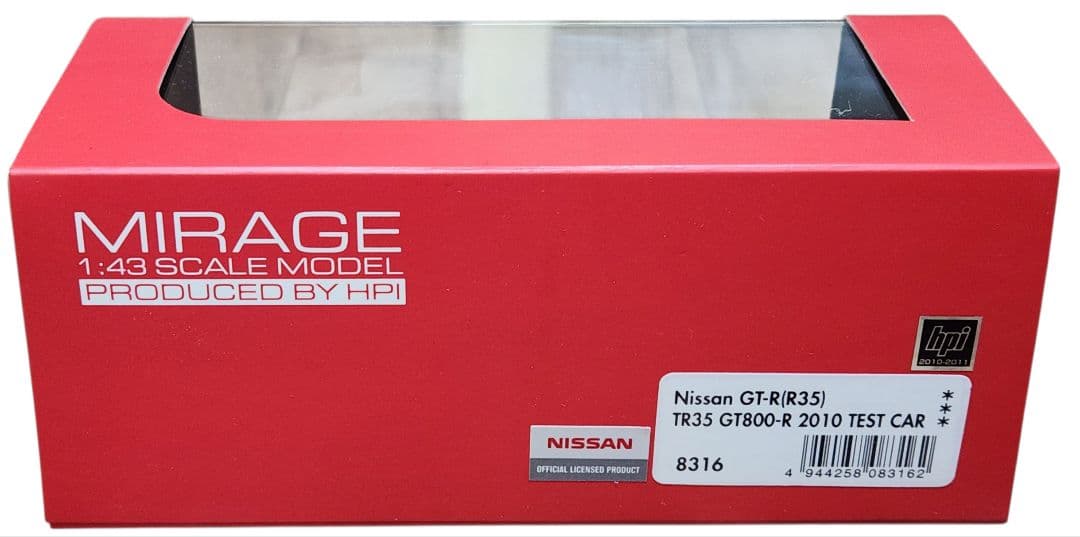 MIRAGE
1:43 SCALE MODEL
PRODUCED BY HPI
hpi
2010-2011
Nissan GT-R(R35) *
*
TR35 GT800-R 2010 TEST CAR *
8316
4 944258 083162
NISSAN
OFFICIAL LICENSED PRODUCT